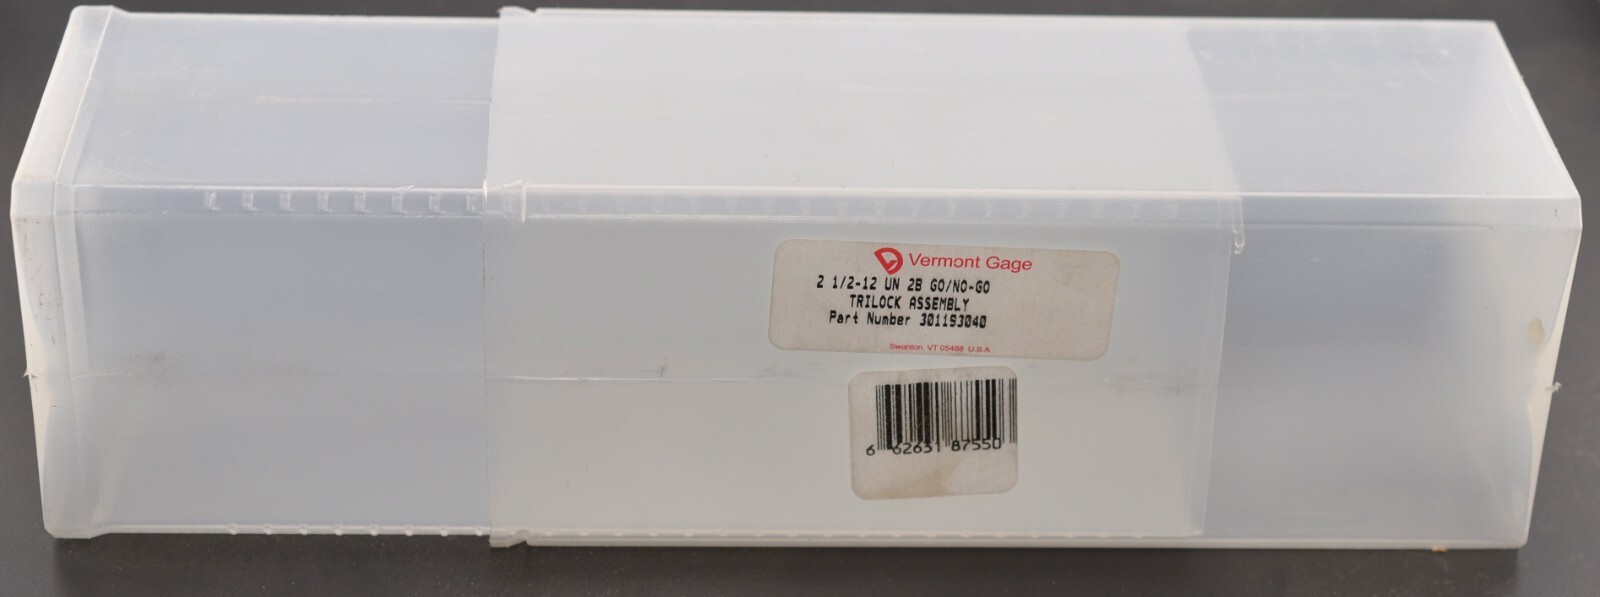 Vermont Gage
2 1/2-12 UN 2B GO/NO-GO
TRILOCK ASSEMBLY
Part Number 301193040
Swanton, VT 05488 U.S.A
6 62631 87550